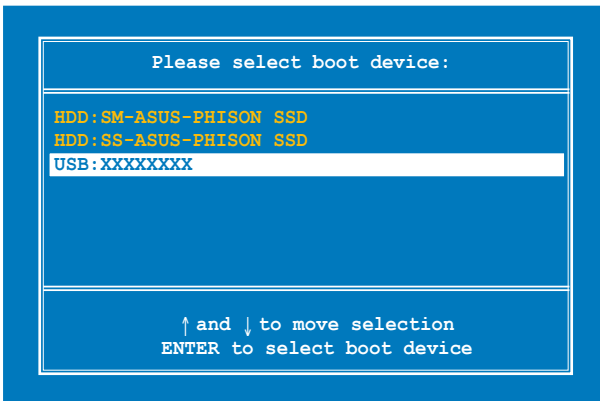 Please select boot device:
HDD:SM-ASUS-PHISON SSD
HDD:SS-ASUS-PHISON SSD
USB:XXXXXXXX
↑ and ↓ to move selection
ENTER to select boot device